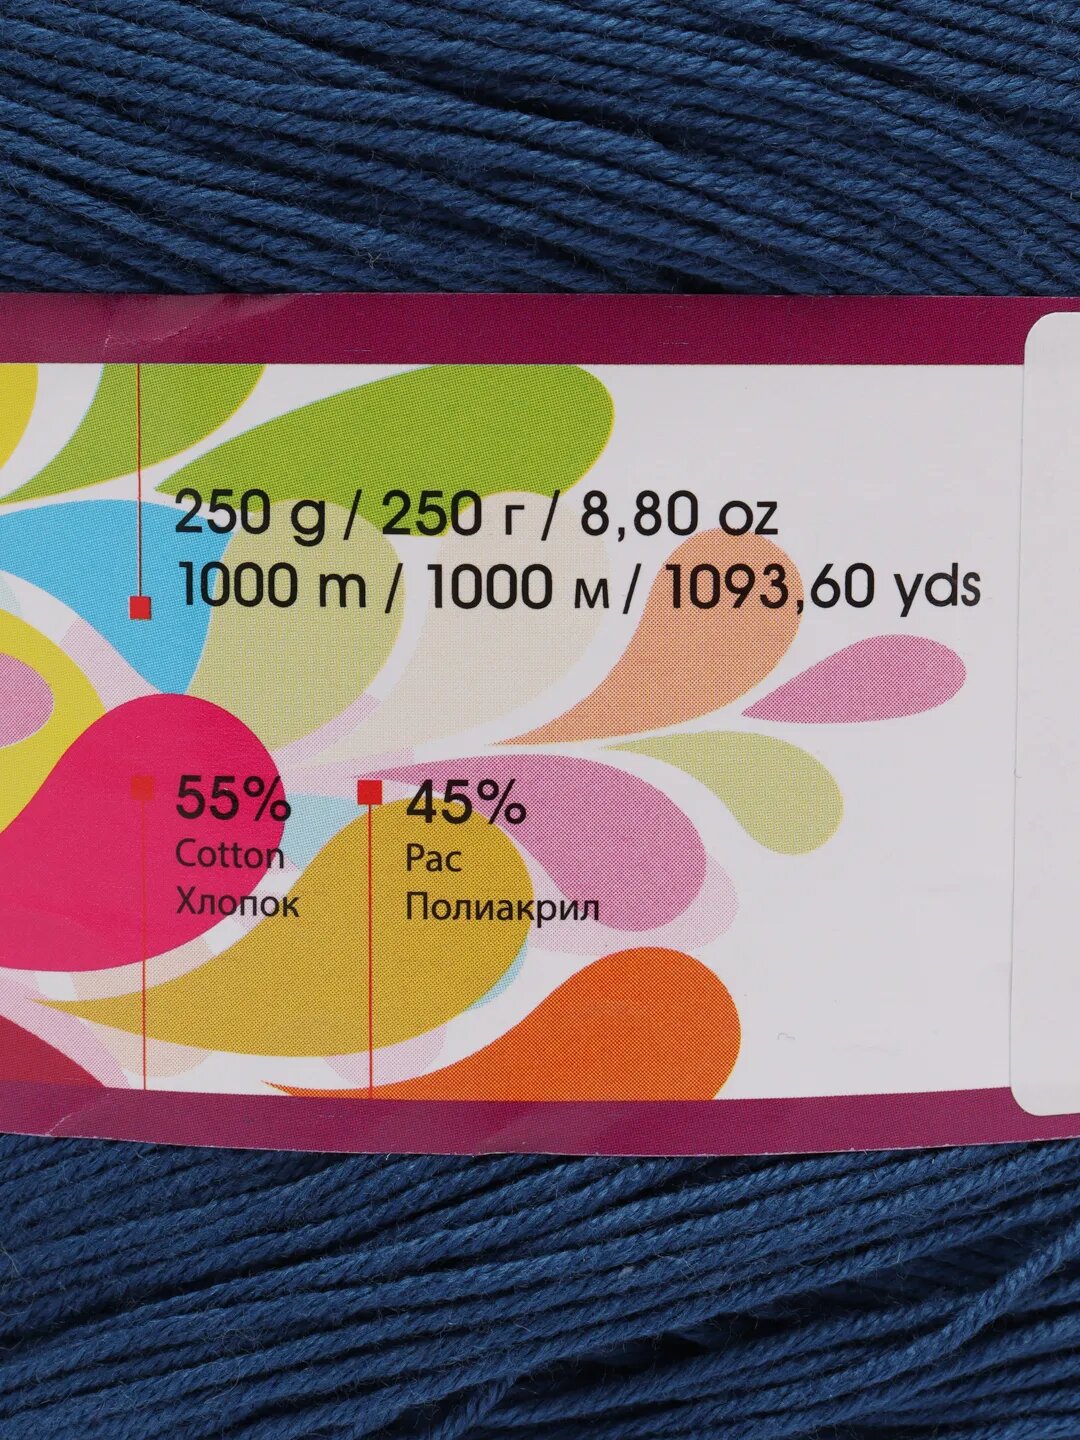 250 g / 250 г / 8,80 oz
1000 m / 1000 м / 1093,60 yds
55% 45%
Cotton Pac
Хлопок Полиакрил